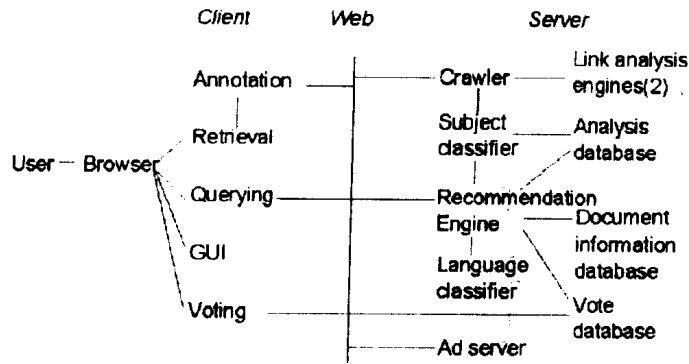 Client Web Server
Annotation Crawler Link analysis
engines(2)
Retrieval Subject Analysis
classifier database
User Browser
Querying Recommendation
Engine Document
GUI information
Language database
classifier
Voting Vote
database
Ad server